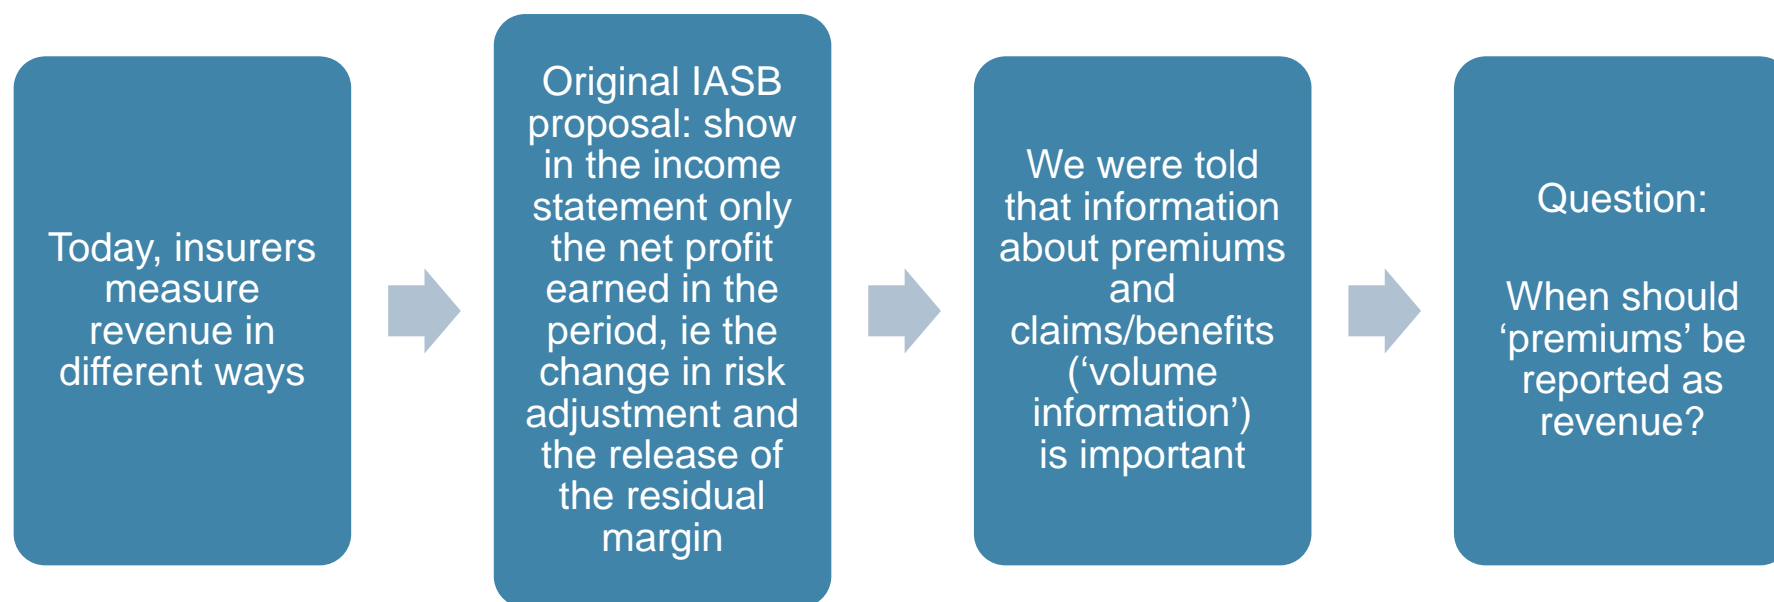 Today, insurers
measure
revenue in
different ways
Original IASB
proposal: show
in the income
statement only
the net profit
earned in the
period, ie the
change in risk
adjustment and
the release of
the residual
margin
We were told
that information
about premiums
and
claims/benefits
(‘volume
information’)
is important
Question:
When should
‘premiums’ be
reported as
revenue?